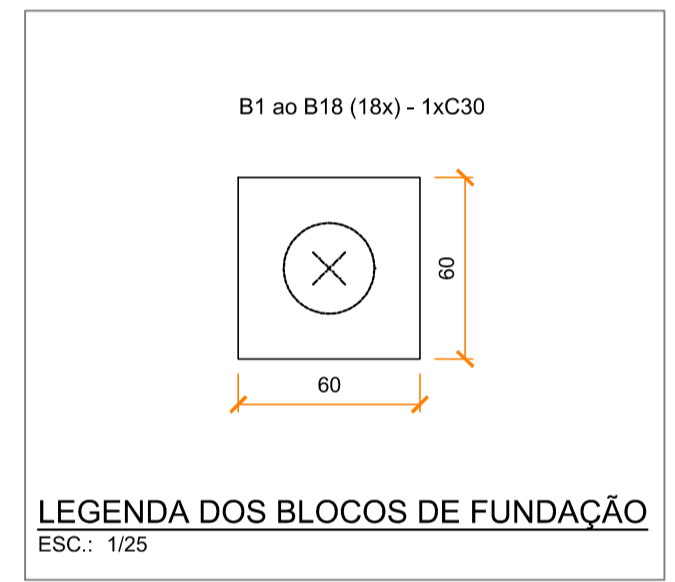 B1 ao B18 (18x) - 1xC30
60
60
LEGENDA DOS BLOCOS DE FUNDAÇÃO
ESC.: 1/25